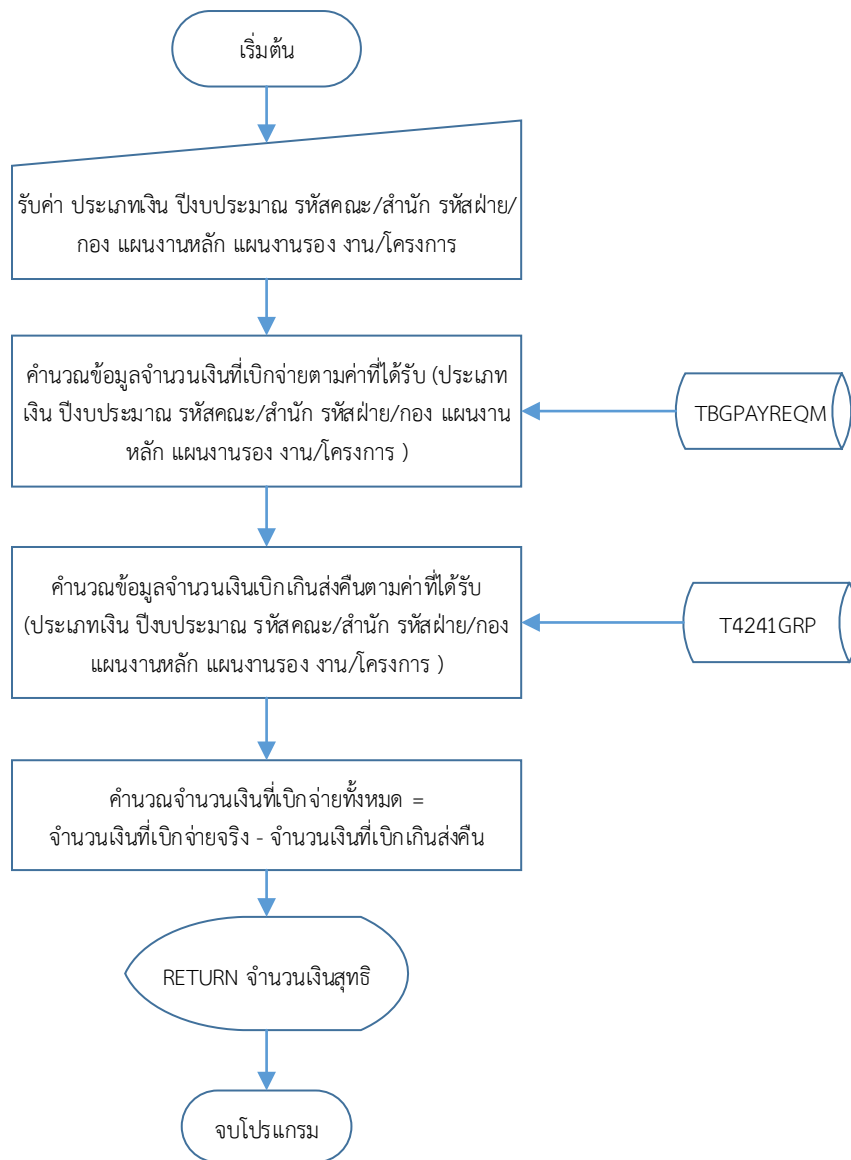 เริ่มต้น
รับค่า ประเภทเงิน ปีงบประมาณ รหัสคณะ/สำนัก รหัสฝ่าย/
กอง แผนงานหลัก แผนงานรอง งาน/โครงการ
คำนวณข้อมูลจำนวนเงินที่เบิกจ่ายตามค่าที่ได้รับ (ประเภท
เงิน ปีงบประมาณ รหัสคณะ/สำนัก รหัสฝ่าย/กอง แผนงาน
หลัก แผนงานรอง งาน/โครงการ )
TBGPAYREQM
คำนวณข้อมูลจำนวนเงินเบิกเกินส่งคืนตามค่าที่ได้รับ
(ประเภทเงิน ปีงบประมาณ รหัสคณะ/สำนัก รหัสฝ่าย/กอง
แผนงานหลัก แผนงานรอง งาน/โครงการ )
T4241GRP
คำนวณจำนวนเงินที่เบิกจ่ายทั้งหมด =
จำนวนเงินที่เบิกจ่ายจริง - จำนวนเงินที่เบิกเกินส่งคืน
RETURN จำนวนเงินสุทธิ
จบโปรแกรม